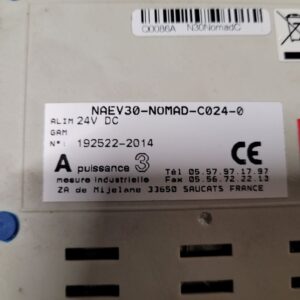 Q0086A N30NomadC
NAEV30-NOMAD-C024-0
ALIM 24V DC
GAM
N°: 192522-2014
A puissance 3
mesure industrielle
CE
Tél 05.57.97.17.97
Fax 05.56.72.22.13
ZA de Mijelane 33650 SAUCATS FRANCE